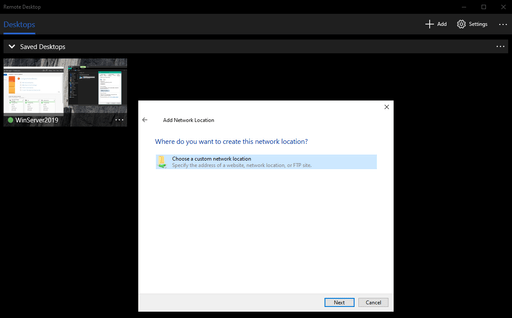 Remote Desktop
Desktops
Add
Settings
Saved Desktops
WinServer2019
Add Network Location
Where do you want to create this network location?
Choose a custom network location
Specify the address of a website, network location, or FTP site.
Next
Cancel